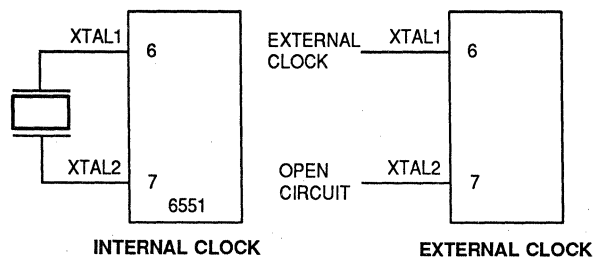 XTAL1
6
XTAL2
7
6551
INTERNAL CLOCK
EXTERNAL
CLOCK
XTAL1
6
OPEN
CIRCUIT
XTAL2
7
EXTERNAL CLOCK